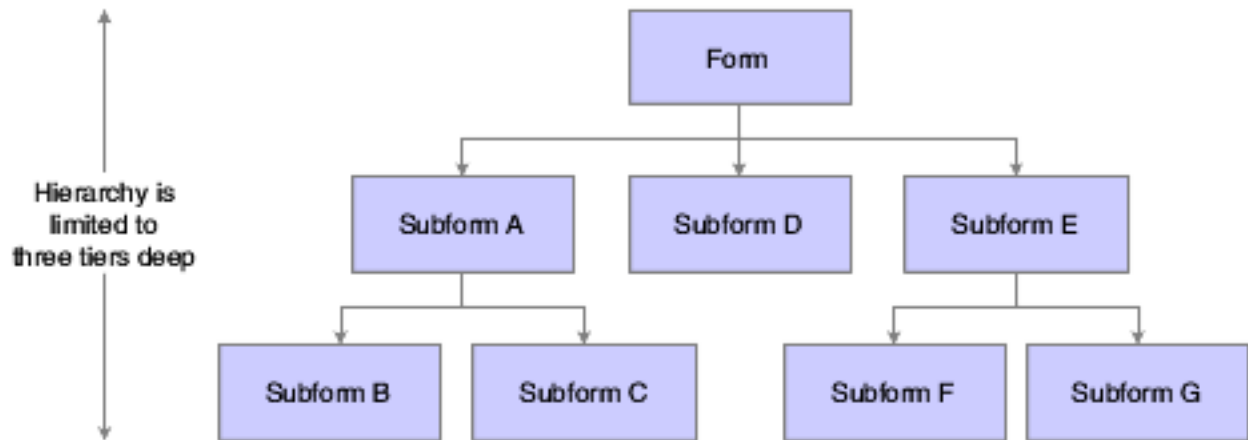 Form
Hierarchy is
limited to
three tiers deep
Subform A
Subform D
Subform E
Subform B
Subform C
Subform F
Subform G